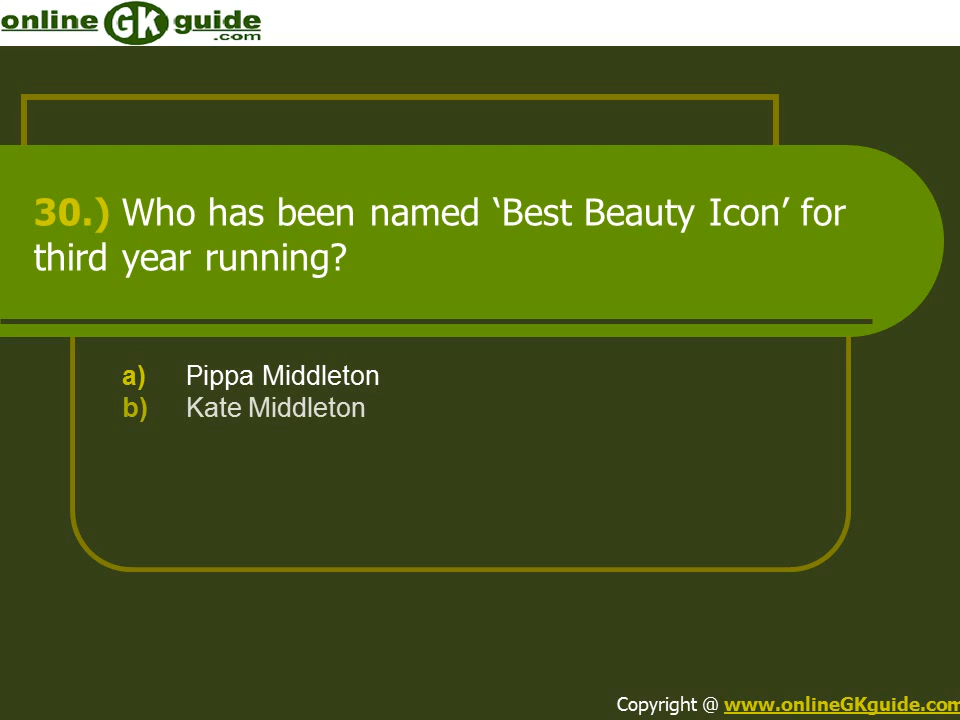 online GK guide
.com
30.) Who has been named ‘Best Beauty Icon’ for
third year running?
a) Pippa Middleton
b) Kate Middleton
Copyright @ www.onlineGKguide.com